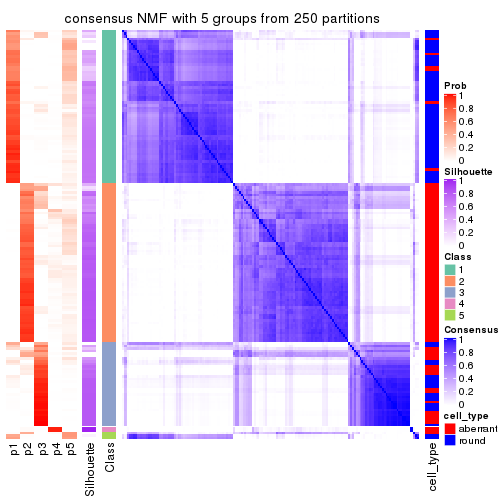 consensus NMF with 5 groups from 250 partitions
Prob
1
0.8
0.6
0.4
0.2
0
Silhouette
1
0.8
0.6
0.4
0.2
0
Class
1
2
3
4
5
Consensus
1
0.8
0.6
0.4
0.2
0
cell_type
aberrant
round
p1
p2
p3
p4
p5
Silhouette
Class
cell_type